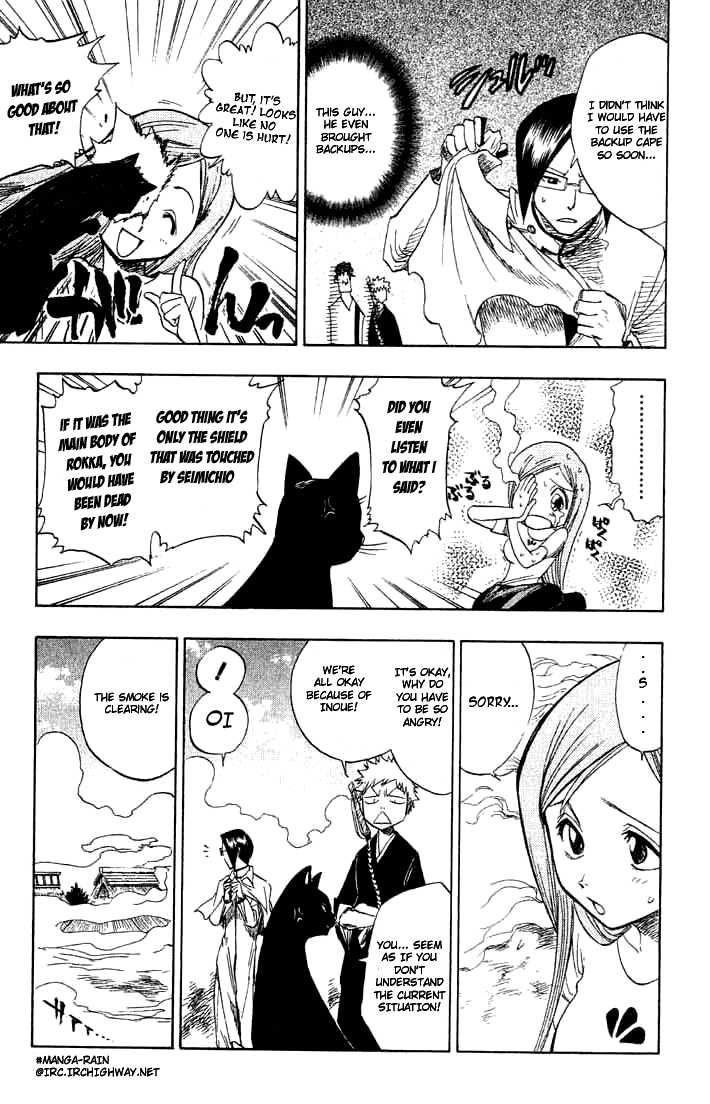 I DIDN'T THINK
I WOULD HAVE
TO USE THE
BACKUP CAPE
SO SOON...
THIS GUY...
HE EVEN
BROUGHT
BACKUPS...
BUT, IT'S
GREAT! LOOKS
LIKE NO
ONE IS HURT!
WHAT'S SO
GOOD ABOUT
THAT!
..........
DID YOU
EVEN
LISTEN
TO WHAT I
SAID?
GOOD THING IT'S
ONLY THE SHIELD
THAT WAS TOUCHED
BY SEIMICHIO
IF IT WAS THE
MAIN BODY OF
ROKKA, YOU
WOULD HAVE
BEEN DEAD
BY NOW!
ぶるぶる
. . . S . . . .
SORRY...
IT'S OKAY,
WHY DO
YOU HAVE
TO BE SO
ANGRY!
WE'RE
ALL OKAY
BECAUSE OF
INOUE!
YOU... SEEM
AS IF YOU
DON'T
UNDERSTAND
THE CURRENT
SITUATION!
!
OI
THE SMOKE IS
CLEARING!
#MANGA-RAIN
@IRC.IRCHIGHWAY.NET